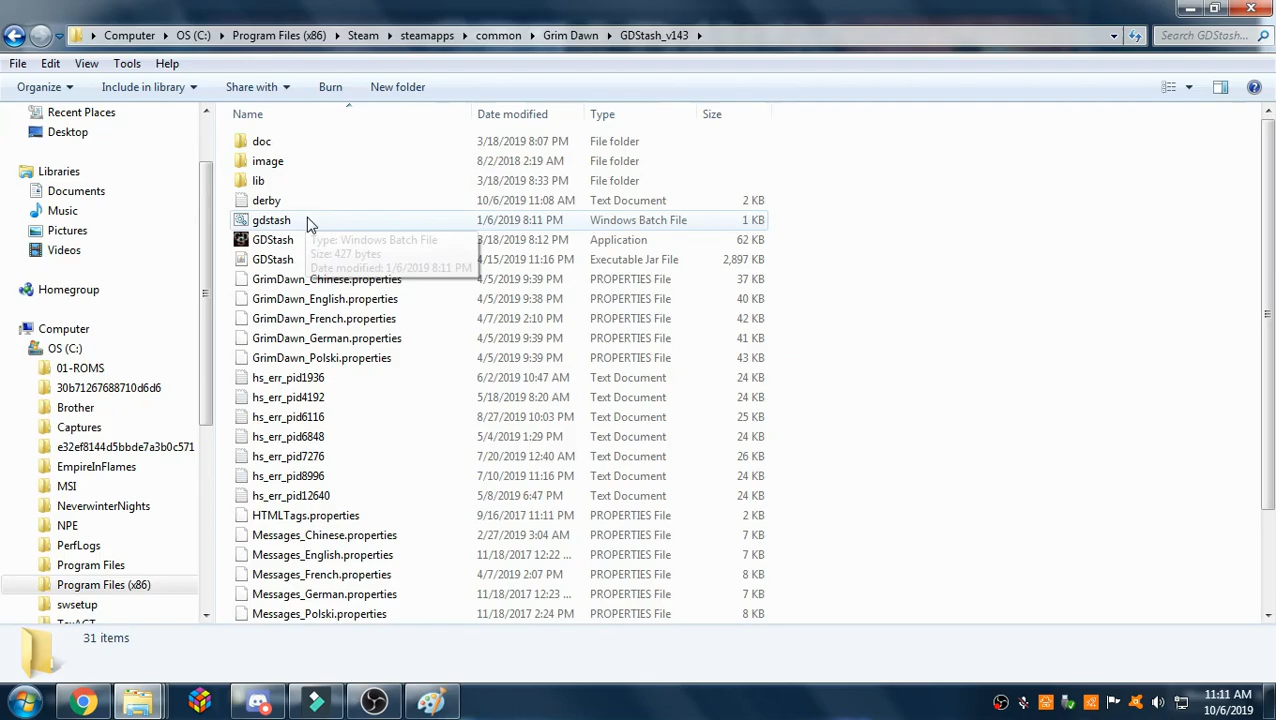 Computer ▸ OS (C:) ▸ Program Files (x86) ▸ Steam ▸ steamapps ▸ common ▸ Grim Dawn ▸ GDStash_v143 ▸
Search GDStash...
File Edit View Tools Help
Organize Include in library Share with Burn New folder
Name Date modified Type Size
Recent Places
Desktop
Libraries
Documents
Music
Pictures
Videos
Homegroup
Computer
OS (C:)
01-ROMS
30b71267688710d6d6
Brother
Captures
e32ef8144d5bbde7a3b0c571
EmpireInFlames
MSI
NeverwinterNights
NPE
PerfLogs
Program Files
Program Files (x86)
swsetup
TaxACT
doc 3/18/2019 8:07 PM File folder
image 8/2/2018 2:19 AM File folder
lib 3/18/2019 8:33 PM File folder
derby 10/6/2019 11:08 AM Text Document 2 KB
gdstash 1/6/2019 8:11 PM Windows Batch File 1 KB
GDStash 3/18/2019 8:12 PM Application 62 KB
GDStash 4/15/2019 11:16 PM Executable Jar File 2,897 KB
Type: Windows Batch File
Size: 427 bytes
Date modified: 1/6/2019 8:11 PM
GrimDawn_Chinese.properties 4/5/2019 9:39 PM PROPERTIES File 37 KB
GrimDawn_English.properties 4/5/2019 9:38 PM PROPERTIES File 40 KB
GrimDawn_French.properties 4/7/2019 2:10 PM PROPERTIES File 42 KB
GrimDawn_German.properties 4/5/2019 9:39 PM PROPERTIES File 41 KB
GrimDawn_Polski.properties 4/5/2019 9:39 PM PROPERTIES File 43 KB
hs_err_pid1936 6/2/2019 10:47 AM Text Document 24 KB
hs_err_pid4192 5/18/2019 8:20 AM Text Document 24 KB
hs_err_pid6116 8/27/2019 10:03 PM Text Document 25 KB
hs_err_pid6848 5/4/2019 1:29 PM Text Document 24 KB
hs_err_pid7276 7/20/2019 12:40 AM Text Document 26 KB
hs_err_pid8996 7/10/2019 11:16 PM Text Document 24 KB
hs_err_pid12640 5/8/2019 6:47 PM Text Document 24 KB
HTMLTags.properties 9/16/2017 11:11 PM PROPERTIES File 2 KB
Messages_Chinese.properties 2/27/2019 3:04 AM PROPERTIES File 7 KB
Messages_English.properties 11/18/2017 12:22 ... PROPERTIES File 7 KB
Messages_French.properties 4/7/2019 2:07 PM PROPERTIES File 8 KB
Messages_German.properties 11/18/2017 12:23 ... PROPERTIES File 8 KB
Messages_Polski.properties 11/18/2017 2:24 PM PROPERTIES File 8 KB
31 items
11:11 AM
10/6/2019